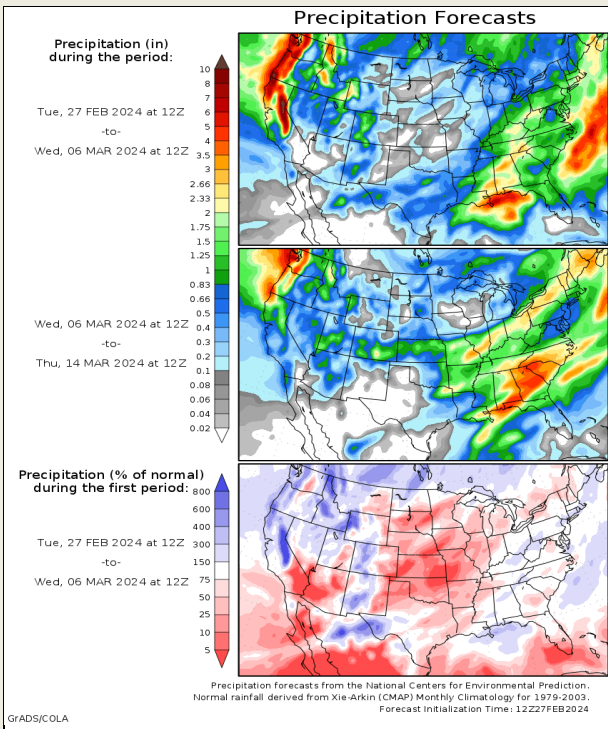 Precipitation Forecasts
Precipitation (in)
during the period:
Tue, 27 FEB 2024 at 12Z
-to-
Wed, 06 MAR 2024 at 12Z
10
8
7
6
5
4
3.5
3
2.66
2.33
2
1.75
1.5
1.25
1
0.83
0.66
0.5
0.4
0.3
0.2
0.1
0.08
0.06
0.04
0.02
Wed, 06 MAR 2024 at 12Z
-to-
Thu, 14 MAR 2024 at 12Z
Precipitation (% of normal)
during the first period:
Tue, 27 FEB 2024 at 12Z
-to-
Wed, 06 MAR 2024 at 12Z
800
600
400
300
150
75
50
25
10
5
Precipitation forecasts from the National Centers for Environmental Prediction.
Normal rainfall derived from Xie-Arkin (CMAP) Monthly Climatology for 1979-2003.
Forecast Initialization Time: 12Z27FEB2024
GrADS/COLA